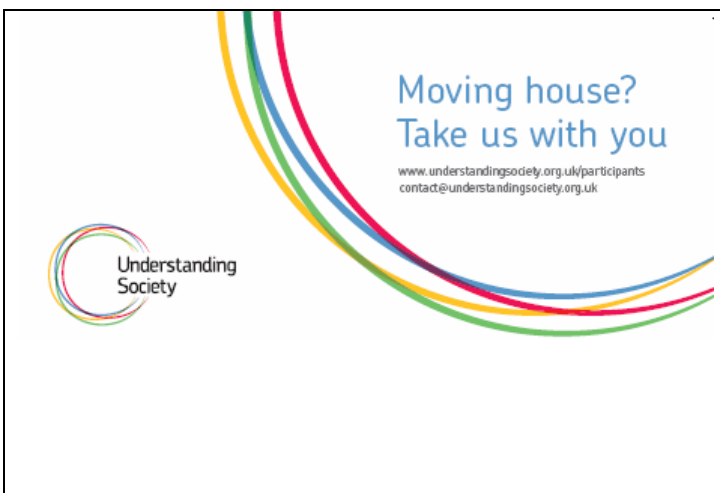 Moving house?
Take us with you
www.understandingsociety.org.uk/participants
contact@understandingsociety.org.uk
Understanding
Society